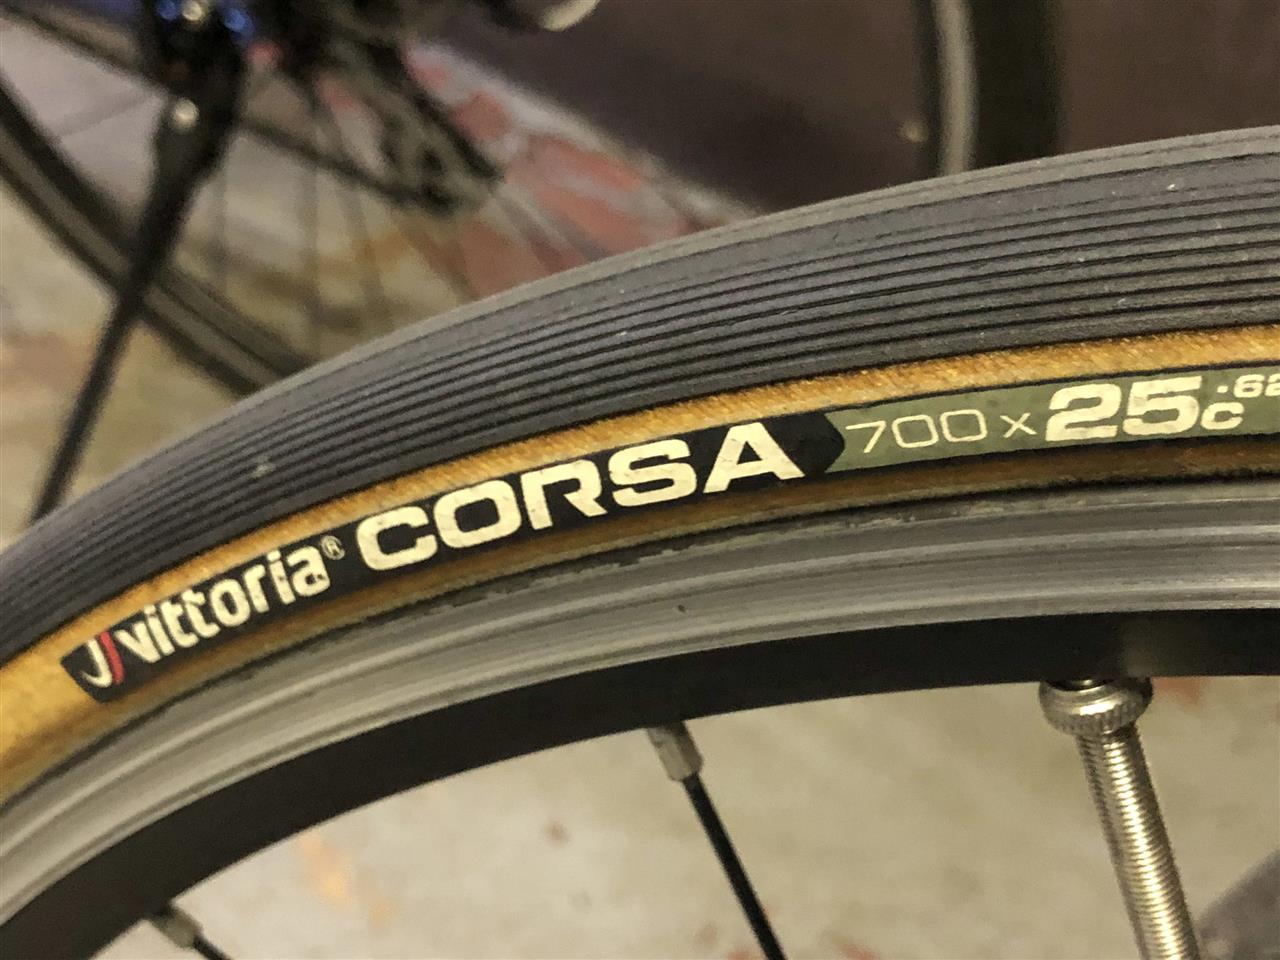 vittoria® CORSA 700 x 25c